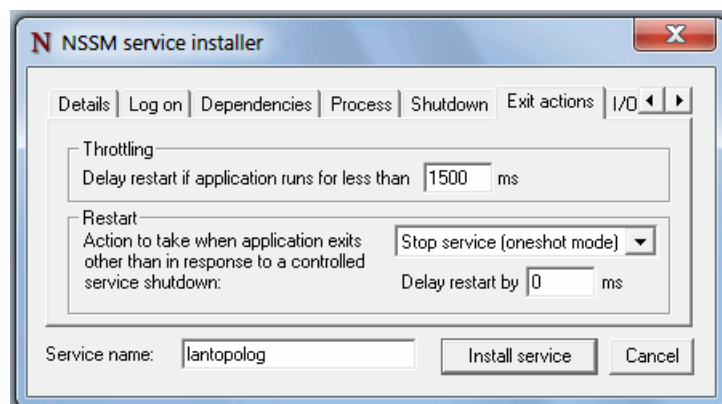 N NSSM service installer
Details Log on Dependencies Process Shutdown Exit actions I/O
Throttling
Delay restart if application runs for less than 1500 ms
Restart
Action to take when application exits
other than in response to a controlled
service shutdown:
Stop service (oneshot mode)
Delay restart by 0 ms
Service name: lantopolog Install service Cancel